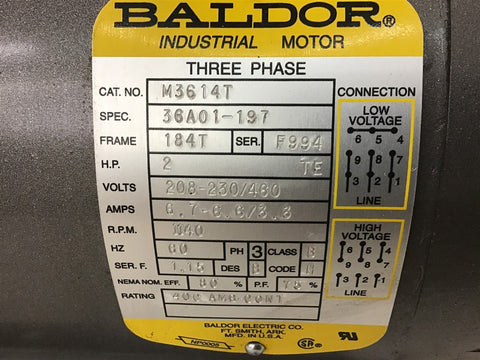 BALDOR®
INDUSTRIAL MOTOR
THREE PHASE
CAT. NO. M3614T
SPEC. 36A01-197
FRAME 184T SER. F994
H.P. 2 TE
VOLTS 208-230/460
AMPS 6.7-6.6/3.3
R.P.M. 1140
HZ 60 PH 3 CLASS B
SER. F. 1.15 DES B CODE H
NEMA NOM. EFF. 80 % P.F. 75 %
RATING 40C AMB-CONT
CONNECTION
LOW
VOLTAGE
6 5 4
9 8 7
3 2 1
LINE
HIGH
VOLTAGE
6 5 4
9 8 7
3 2 1
LINE
BALDOR ELECTRIC CO.
FT. SMITH, ARK.
MFD. IN U.S.A.
NP0005
SA